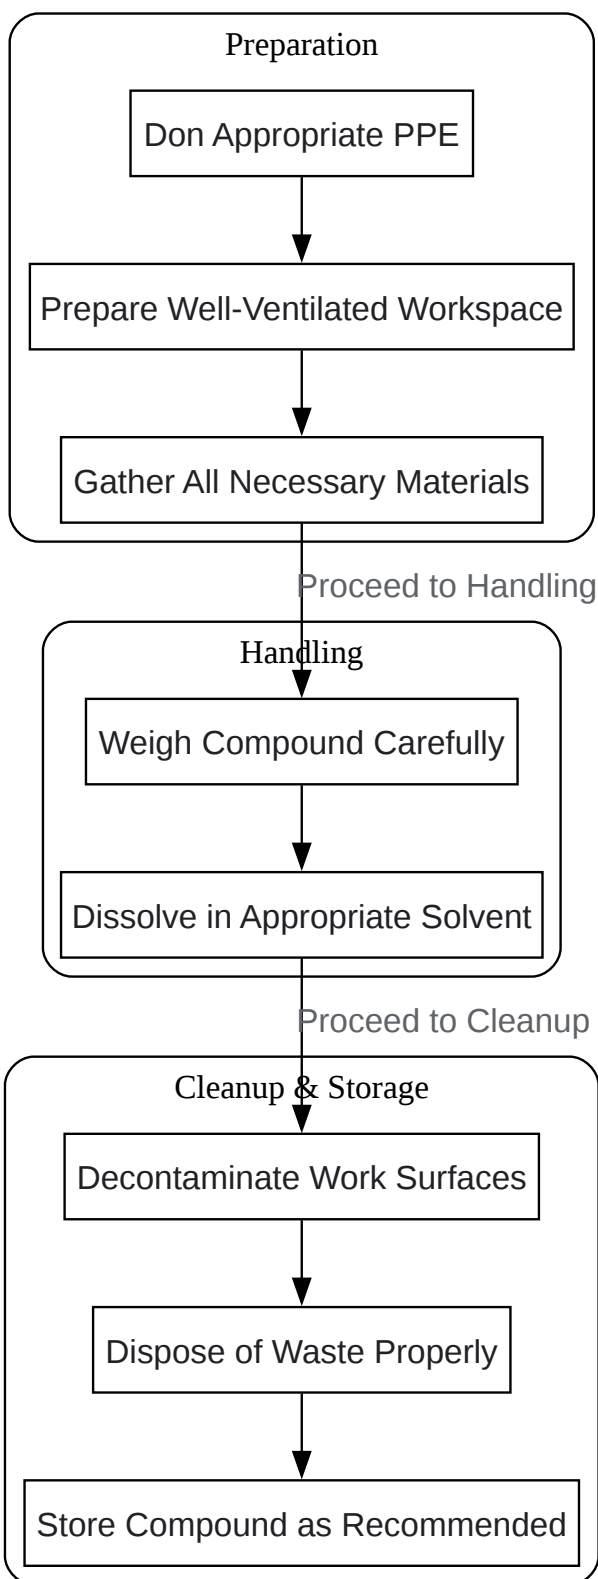 Preparation
Don Appropriate PPE
Prepare Well-Ventilated Workspace
Gather All Necessary Materials
Proceed to Handling
Handling
Weigh Compound Carefully
Dissolve in Appropriate Solvent
Proceed to Cleanup
Cleanup & Storage
Decontaminate Work Surfaces
Dispose of Waste Properly
Store Compound as Recommended